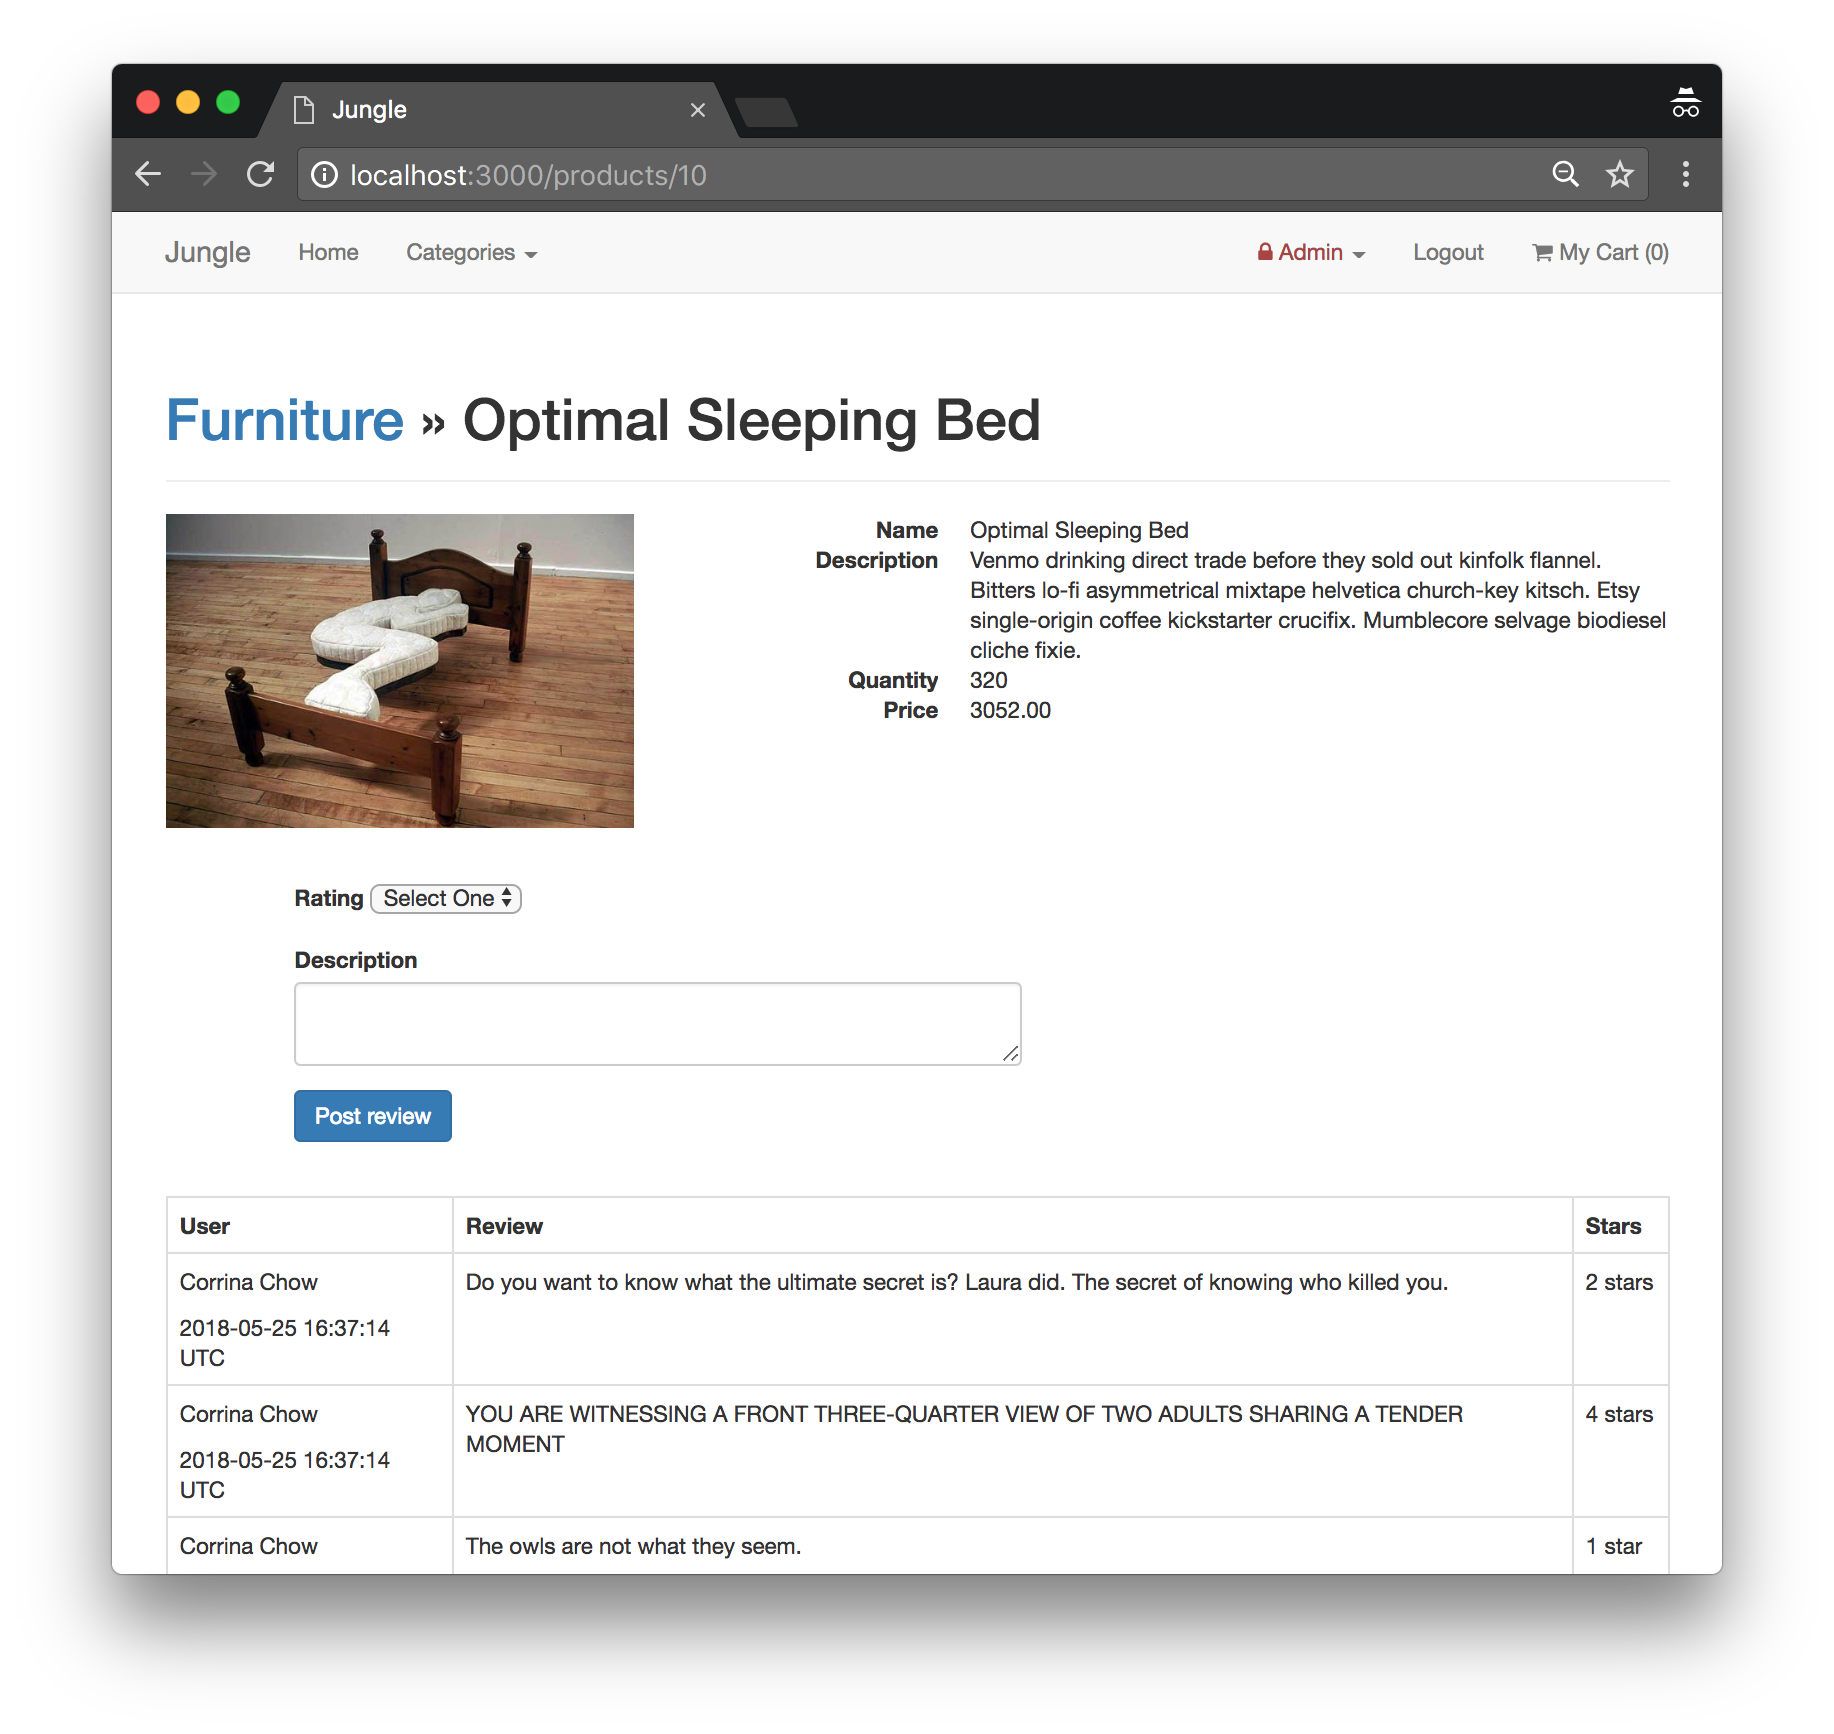 Jungle
localhost:3000/products/10
Jungle Home Categories Admin Logout My Cart (0)
Furniture » Optimal Sleeping Bed
Name Optimal Sleeping Bed
Description Venmo drinking direct trade before they sold out kinfolk flannel.
Bitters lo-fi asymmetrical mixtape helvetica church-key kitsch. Etsy
single-origin coffee kickstarter crucifix. Mumblecore selvage biodiesel
cliche fixie.
Quantity 320
Price 3052.00
Rating Select One
Description
Post review
User Review Stars
Corrina Chow Do you want to know what the ultimate secret is? Laura did. The secret of knowing who killed you. 2 stars
2018-05-25 16:37:14
UTC
Corrina Chow YOU ARE WITNESSING A FRONT THREE-QUARTER VIEW OF TWO ADULTS SHARING A TENDER 4 stars
MOMENT
2018-05-25 16:37:14
UTC
Corrina Chow The owls are not what they seem. 1 star